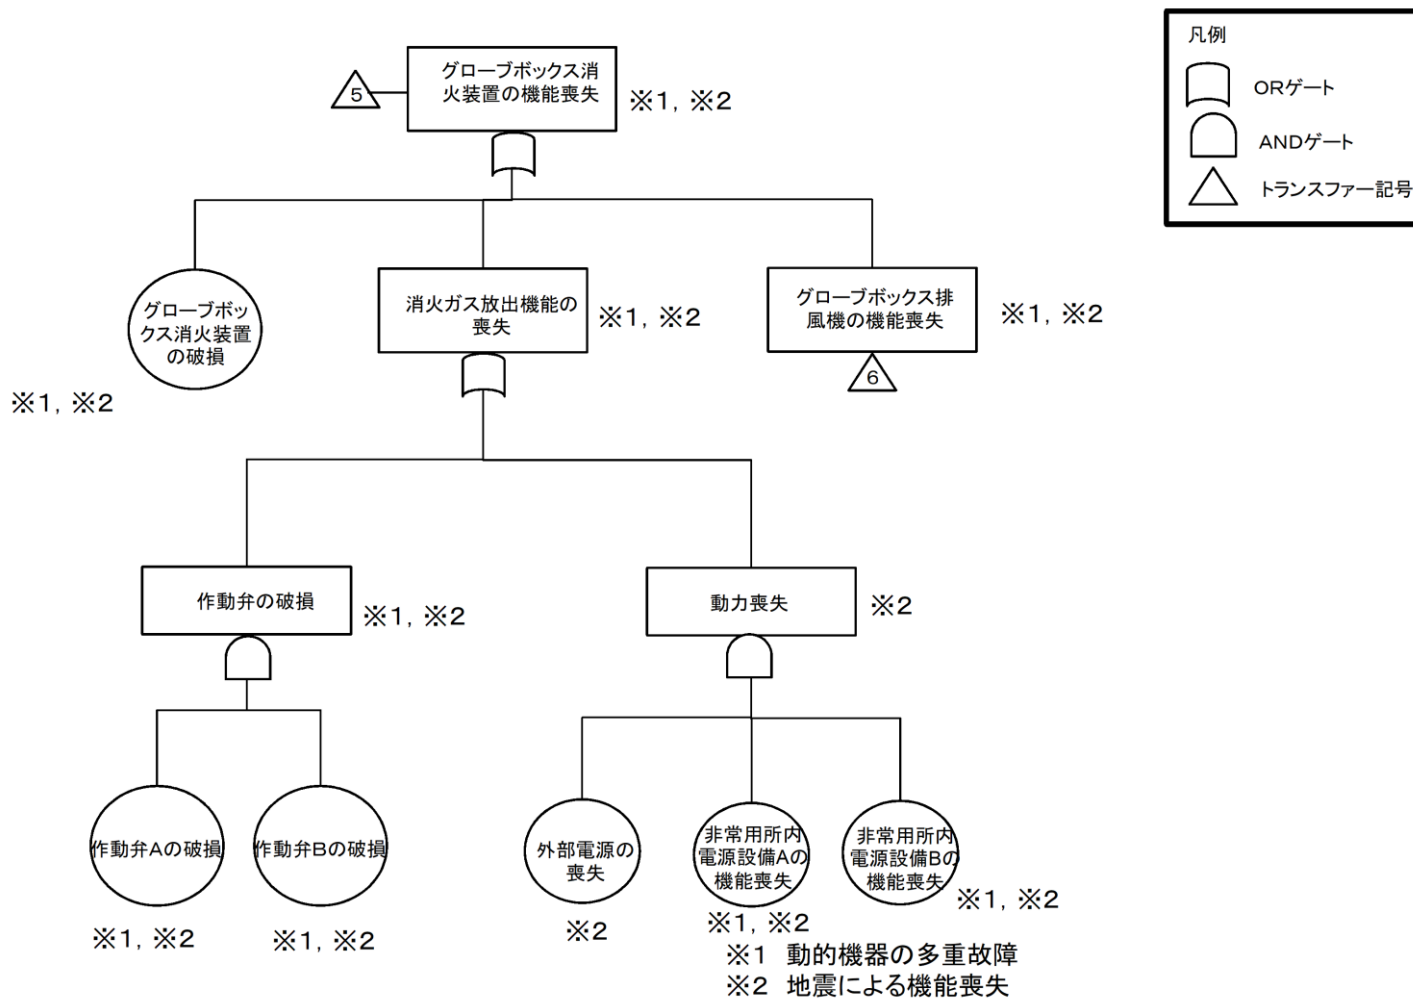 凡例
ORゲート
ANDゲート
トランスファー記号
5
グローブボックス消
火装置の機能喪失
※1, ※2
グローブボッ
クス消火装置
の破損
※1, ※2
消火ガス放出機能の
喪失
※1, ※2
グローブボックス排
風機の機能喪失
※1, ※2
6
作動弁の破損
※1, ※2
動力喪失
※2
作動弁Aの破損
※1, ※2
作動弁Bの破損
※1, ※2
外部電源の
喪失
※2
非常用所内
電源設備Aの
機能喪失
※1, ※2
非常用所内
電源設備Bの
機能喪失
※1, ※2
※1 動的機器の多重故障
※2 地震による機能喪失